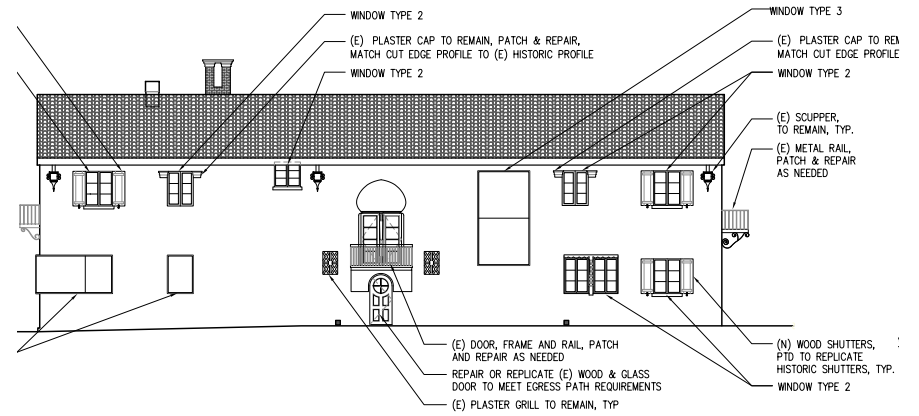 WINDOW TYPE 2
(E) PLASTER CAP TO REMAIN, PATCH & REPAIR,
MATCH CUT EDGE PROFILE TO (E) HISTORIC PROFILE
WINDOW TYPE 2
WINDOW TYPE 3
(E) PLASTER CAP TO
MATCH CUT EDGE PROFILE
WINDOW TYPE 2
(E) SCUPPER,
TO REMAIN, TYP.
(E) METAL RAIL,
PATCH & REPAIR
AS NEEDED
(E) DOOR, FRAME AND RAIL, PATCH
AND REPAIR AS NEEDED
REPAIR OR REPLICATE (E) WOOD & GLASS
DOOR TO MEET EGRESS PATH REQUIREMENTS
(E) PLASTER GRILL TO REMAIN, TYP
(N) WOOD SHUTTERS,
PTD TO REPLICATE
HISTORIC SHUTTERS, TYP.
WINDOW TYPE 2